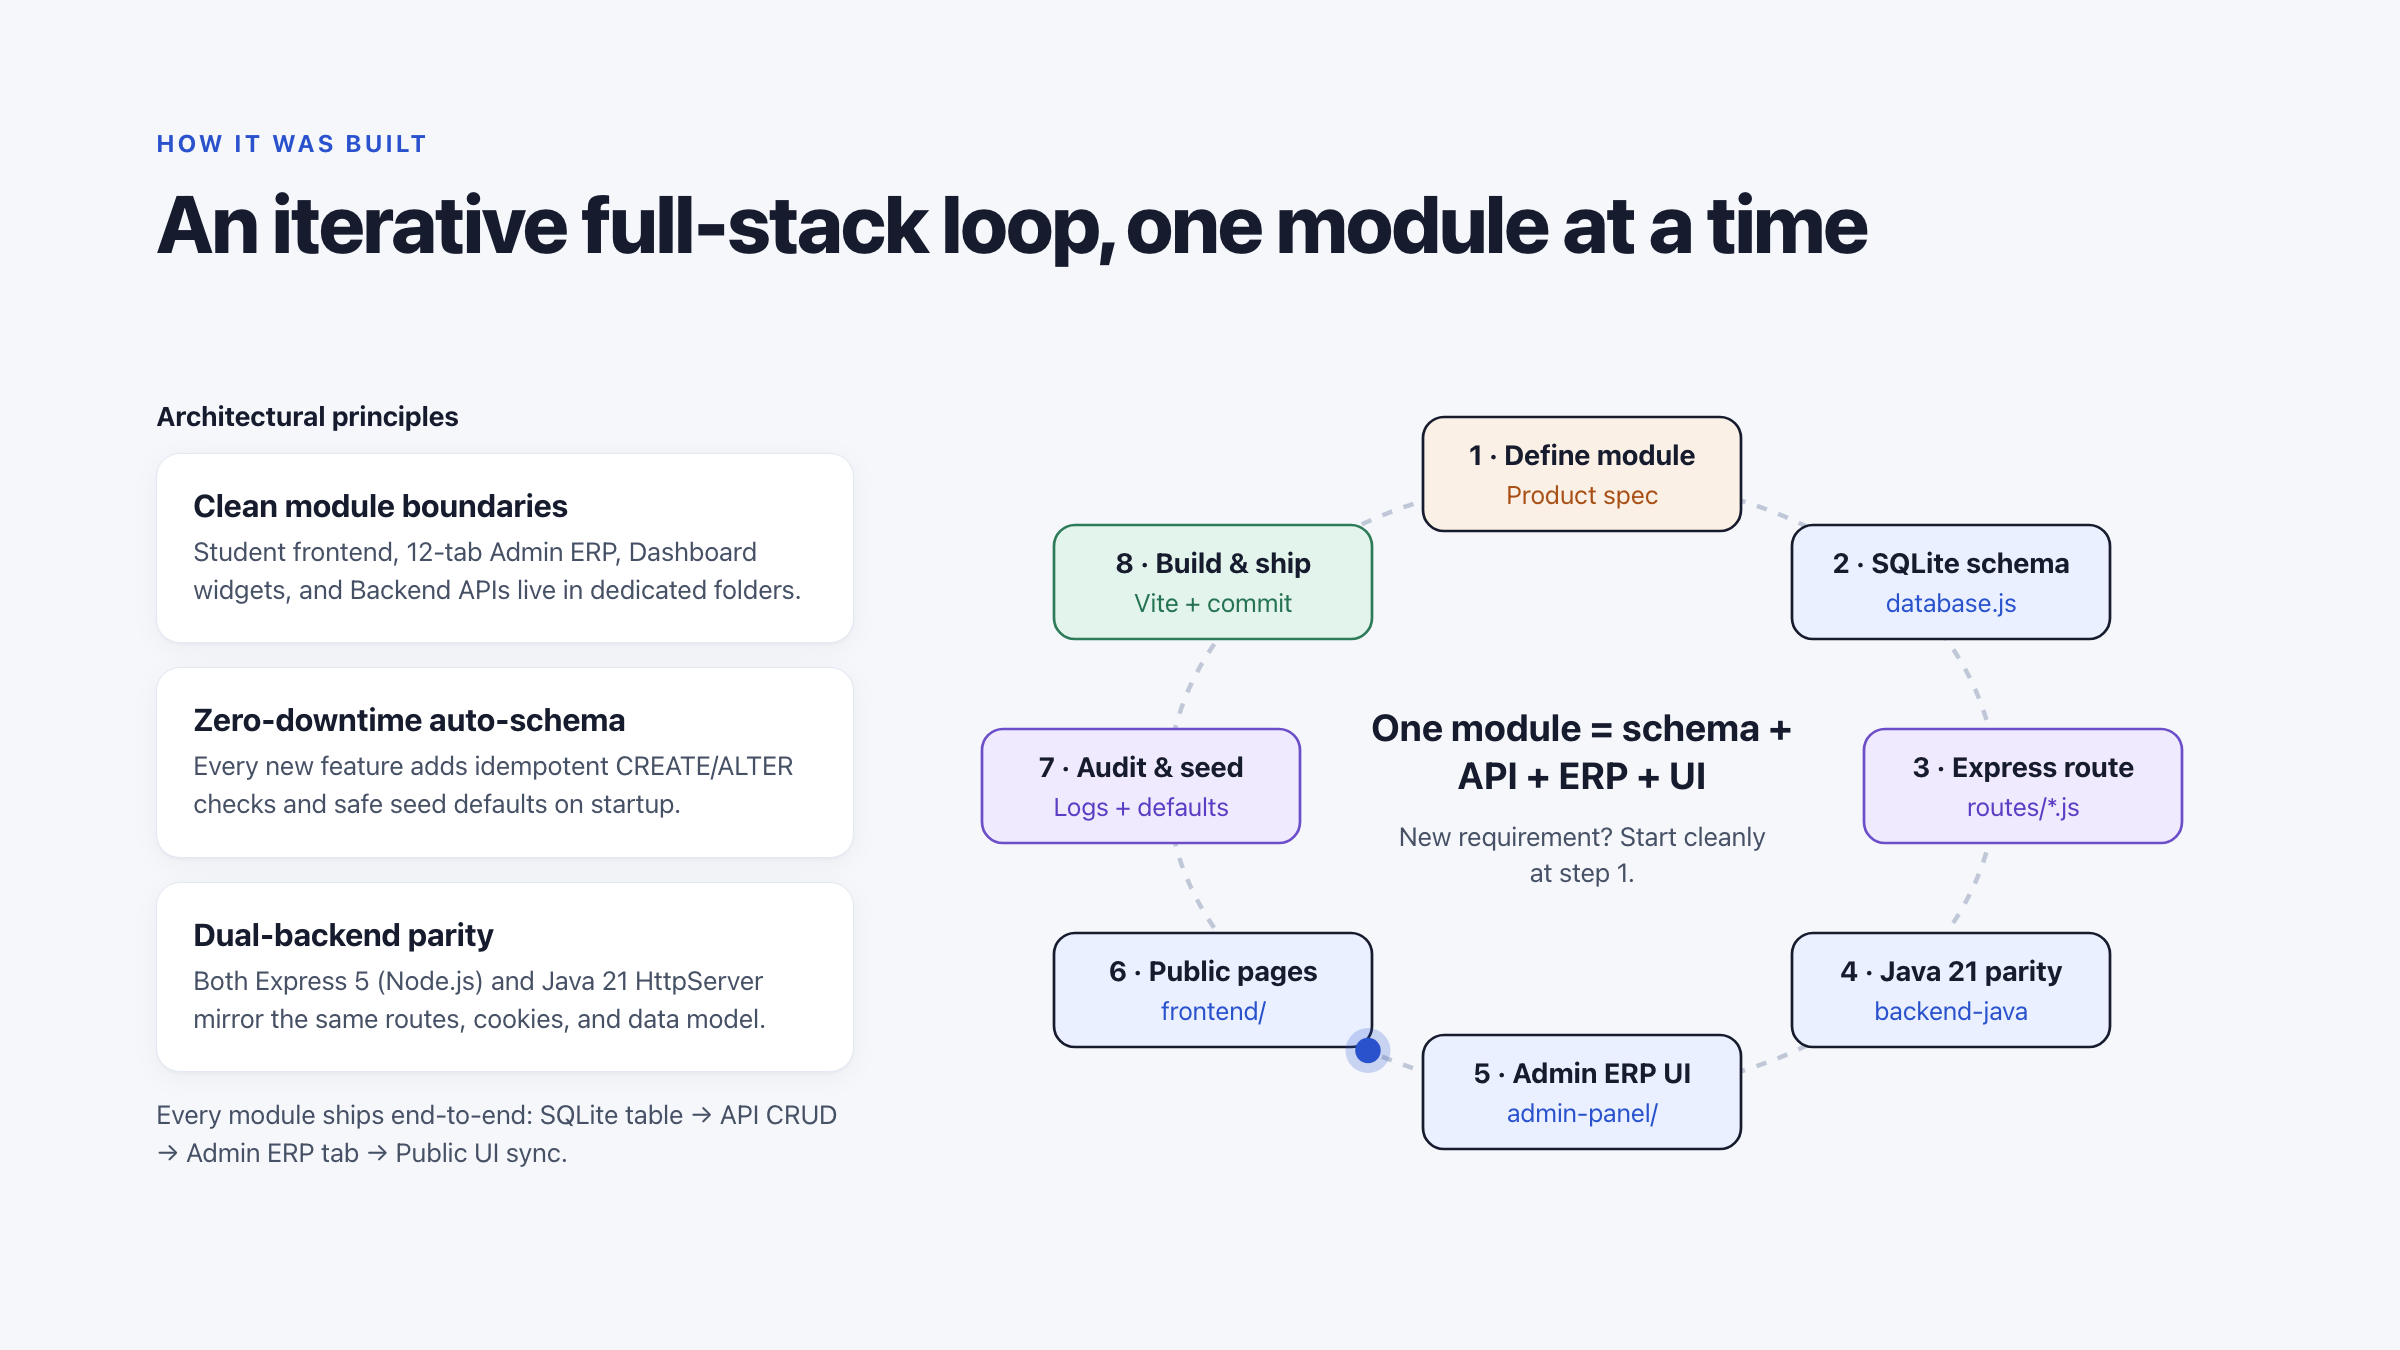 HOW IT WAS BUILT
An iterative full-stack loop, one module at a time
Architectural principles
Clean module boundaries
Student frontend, 12-tab Admin ERP, Dashboard
widgets, and Backend APIs live in dedicated folders.
Zero-downtime auto-schema
Every new feature adds idempotent CREATE/ALTER
checks and safe seed defaults on startup.
Dual-backend parity
Both Express 5 (Node.js) and Java 21 HttpServer
mirror the same routes, cookies, and data model.
Every module ships end-to-end: SQLite table → API CRUD
→ Admin ERP tab → Public UI sync.
1 · Define module
Product spec
2 · SQLite schema
database.js
3 · Express route
routes/*.js
4 · Java 21 parity
backend-java
5 · Admin ERP UI
admin-panel/
6 · Public pages
frontend/
7 · Audit & seed
Logs + defaults
8 · Build & ship
Vite + commit
One module = schema +
API + ERP + UI
New requirement? Start cleanly
at step 1.